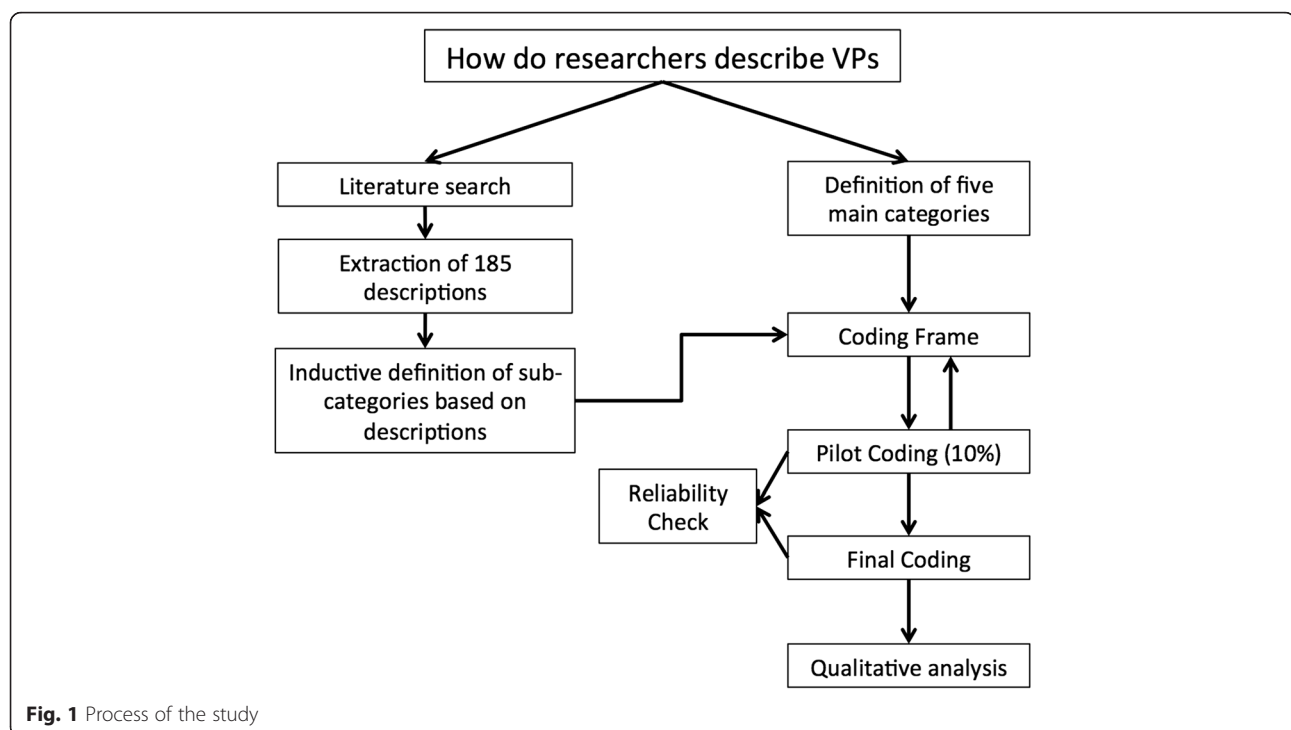 How do researchers describe VPs
Literature search
Definition of five
main categories
Extraction of 185
descriptions
Coding Frame
Inductive definition of sub-
categories based on
descriptions
Pilot Coding (10%)
Reliability
Check
Final Coding
Qualitative analysis
Fig. 1 Process of the study